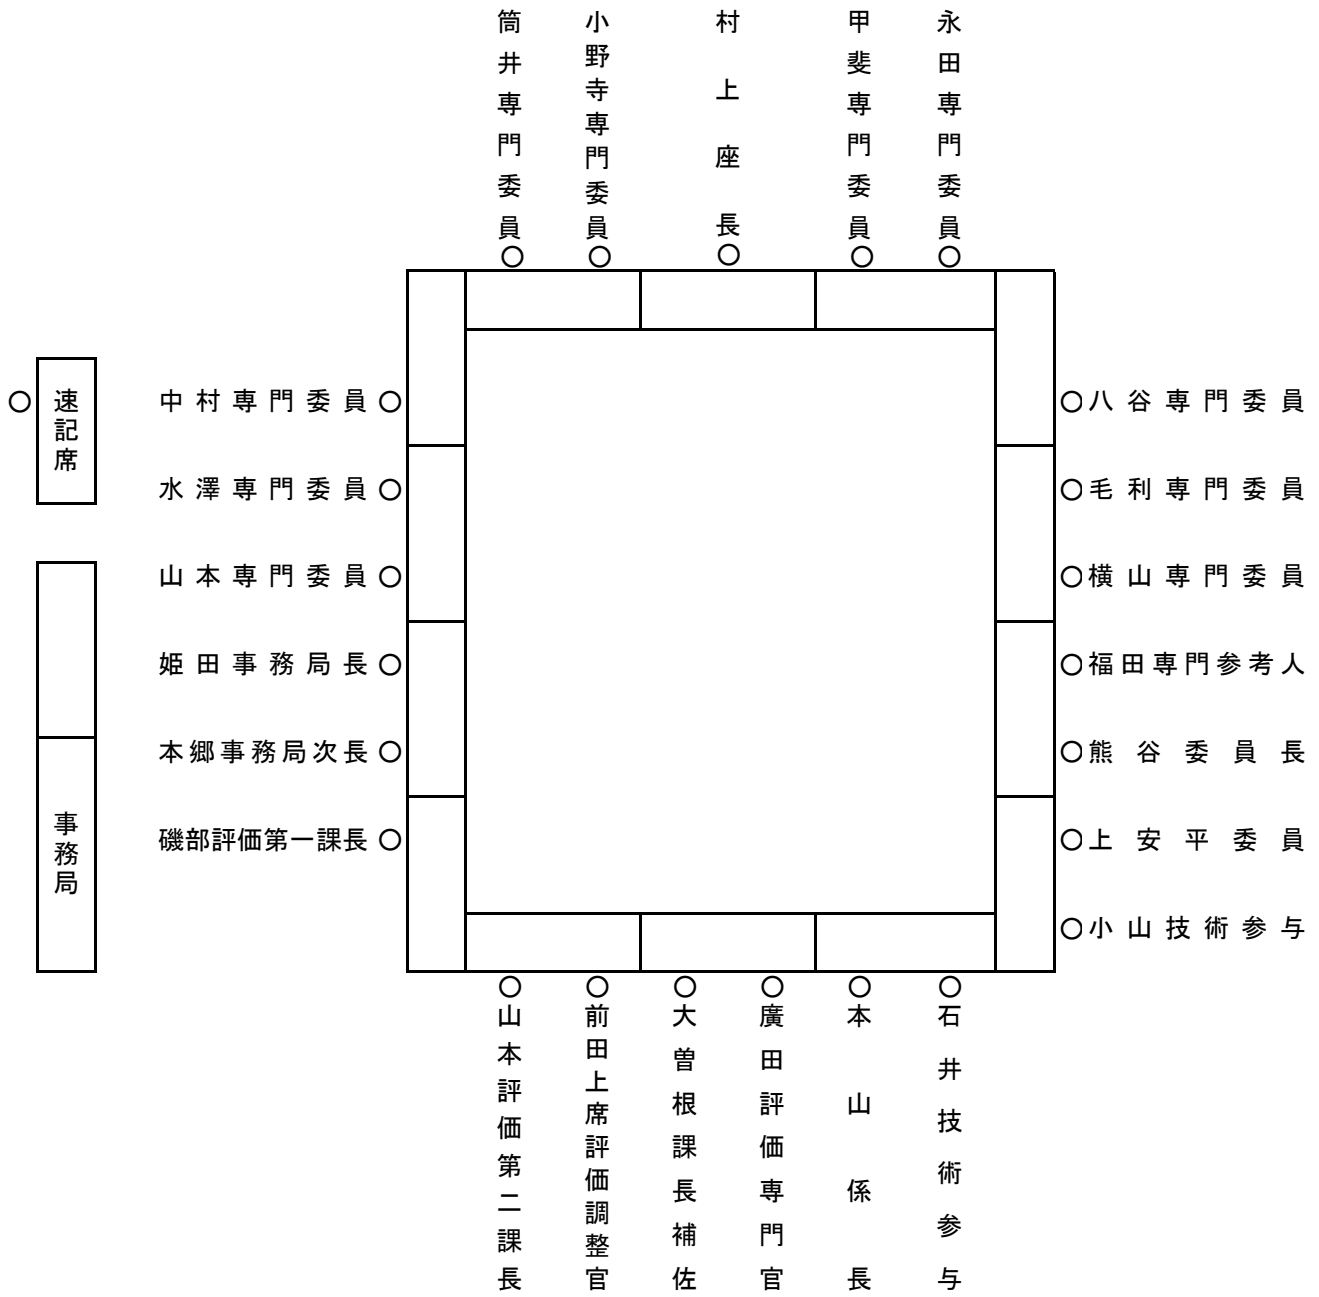 筒井専門委員
小野寺専門委員
村上座長
甲斐専門委員
永田専門委員
速記席
中村専門委員
八谷専門委員
水澤専門委員
毛利専門委員
山本専門委員
横山専門委員
姫田事務局長
福田専門参考人
本郷事務局次長
熊谷委員長
事務局
磯部評価第一課長
上安平委員
小山技術参与
山本評価第二課長
前田上席評価調整官
大曽根課長補佐
廣田評価専門官
本山係長
石井技術参与